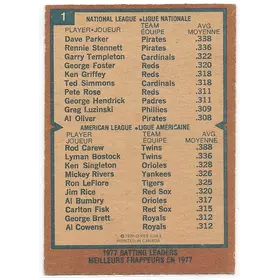 1
NATIONAL LEAGUE • LIGUE NATIONALE
PLAYER • JOUEUR TEAM ÉQUIPE AVG. MOYENNE
Dave Parker Pirates .338
Rennie Stennett Pirates .336
Garry Templeton Cardinals .322
George Foster Reds .320
Ken Griffey Reds .318
Ted Simmons Cardinals .318
Pete Rose Reds .311
George Hendrick Padres .311
Greg Luzinski Phillies .309
Al Oliver Pirates .308
AMERICAN LEAGUE • LIGUE AMERICAINE
PLAYER JOUEUR TEAM ÉQUIPE AVG. MOYENNE
Rod Carew Twins .388
Lyman Bostock Twins .336
Ken Singleton Orioles .328
Mickey Rivers Yankees .326
Ron LeFlore Tigers .325
Jim Rice Red Sox .320
Al Bumbry Orioles .317
Carlton Fisk Red Sox .315
George Brett Royals .312
Al Cowens Royals .312
PRINTED IN CANADA
1977 BATTING LEADERS
MEILLEURS FRAPPEURS EN 1977